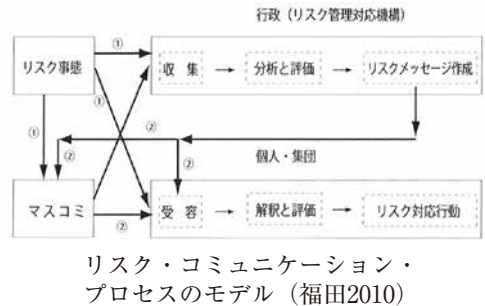 行政（リスク管理対応機構）
リスク事態
①
①
①
収 集
分析と評価
リスクメッセージ作成
②
②
②
個人・集団
マスコミ
②
受 容
解釈と評価
リスク対応行動
リスク・コミュニケーション・
プロセスのモデル（福田2010）